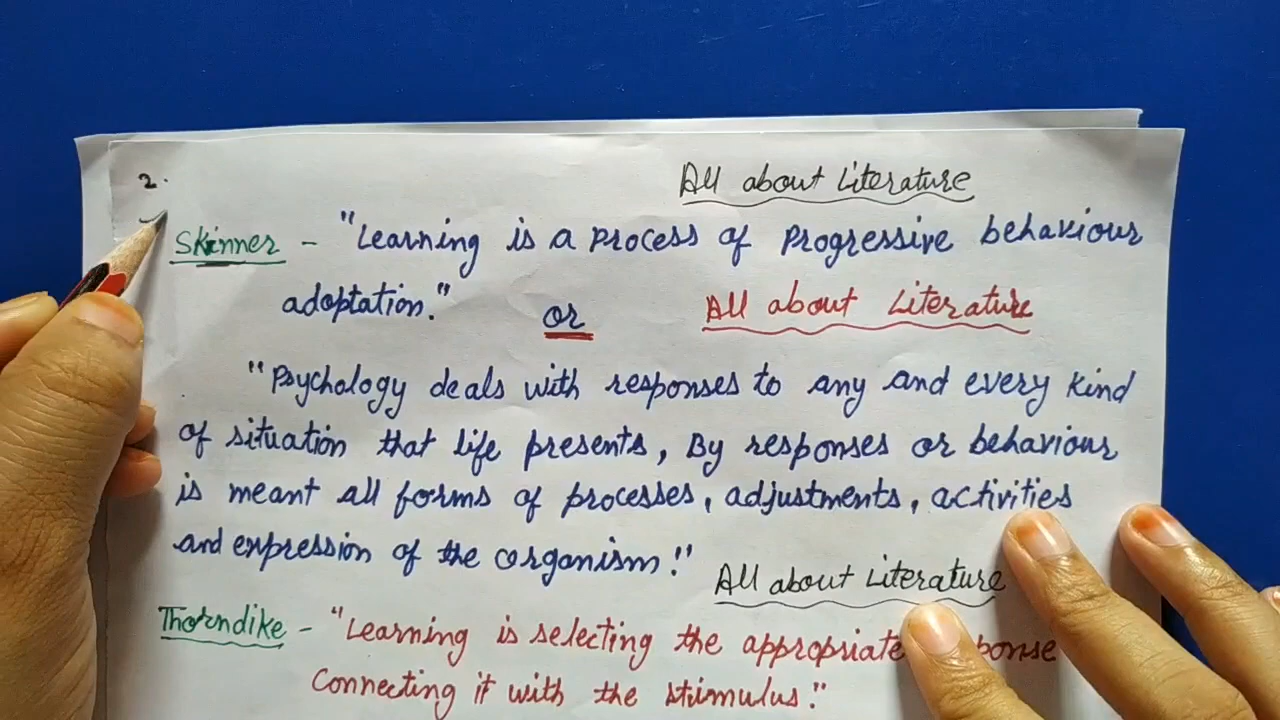 2.
All about Literature
Skinner - "Learning is a process of Progressive behaviour
adaptation."
or
All about Literature
"Psychology deals with responses to any and every kind
of situation that life presents, By responses or behaviour
is meant all forms of processes, adjustments, activities
and expression of the organism."
All about Literature
Thorndike - "Learning is selecting the appropriate
Connecting it with the stimulus."